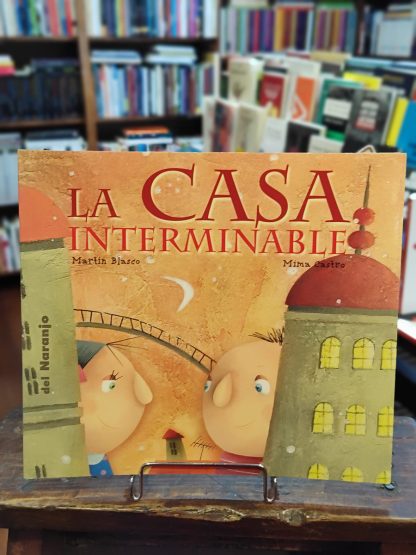 LA CASA
INTERMINABLE
Martín Blasco
Mima Castro
del Naranjo